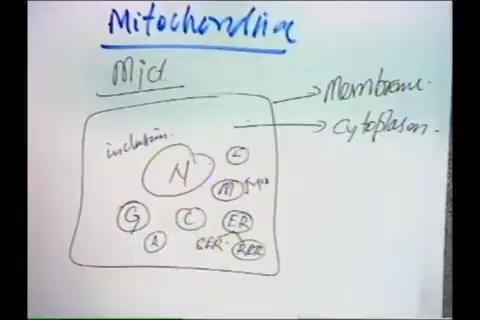 Mitochondria
Mid
Membrane.
Cytoplasm.
inclusion.
N
L
M
G
C
ER
R
SER
RER